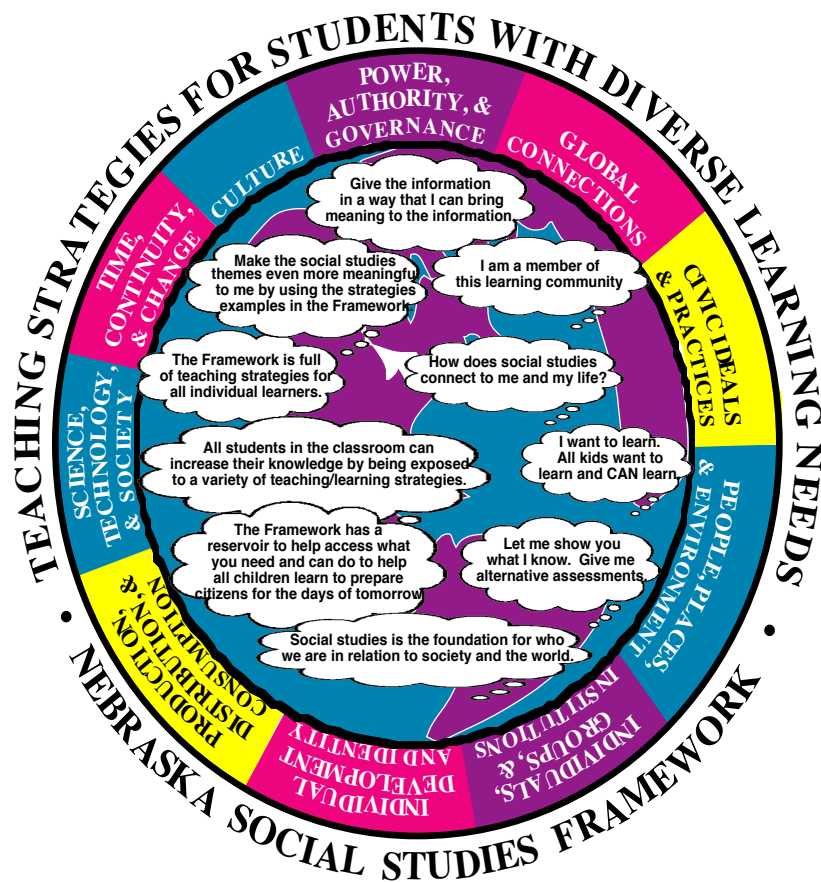 TEACHING STRATEGIES FOR STUDENTS WITH DIVERSE LEARNING NEEDS
• NEBRASKA SOCIAL STUDIES FRAMEWORK •
POWER,
AUTHORITY, &
GOVERNANCE
GLOBAL
CONNECTIONS
CIVIC IDEALS
& PRACTICES
PEOPLE, PLACES,
& ENVIRONMENT
INDIVIDUALS,
GROUPS, &
INSTITUTIONS
INDIVIDUAL
DEVELOPMENT
AND IDENTITY
PRODUCTION,
DISTRIBUTION, &
CONSUMPTION
SCIENCE,
TECHNOLOGY,
& SOCIETY
TIME,
CONTINUITY,
& CHANGE
CULTURE
Give the information
in a way that I can bring
meaning to the information
Make the social studies
themes even more meaningful
to me by using the strategies
examples in the Framework
I am a member of
this learning community
The Framework is full
of teaching strategies for
all individual learners.
How does social studies
connect to me and my life?
All students in the classroom can
increase their knowledge by being exposed
to a variety of teaching/learning strategies.
I want to learn.
All kids want to
learn and CAN learn
The Framework has a
reservoir to help access what
you need and can do to help
all children learn to prepare
citizens for the days of tomorrow
Let me show you
what I know. Give me
alternative assessments.
Social studies is the foundation for who
we are in relation to society and the world.